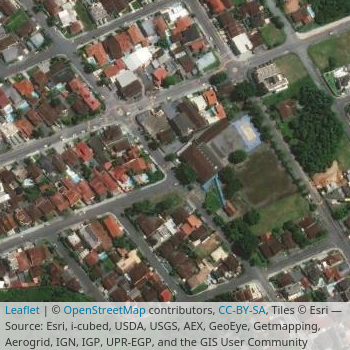 Leaflet | © OpenStreetMap contributors, CC-BY-SA, Tiles © Esri —
Source: Esri, i-cubed, USDA, USGS, AEX, GeoEye, Getmapping,
Aerogrid, IGN, IGP, UPR-EGP, and the GIS User Community